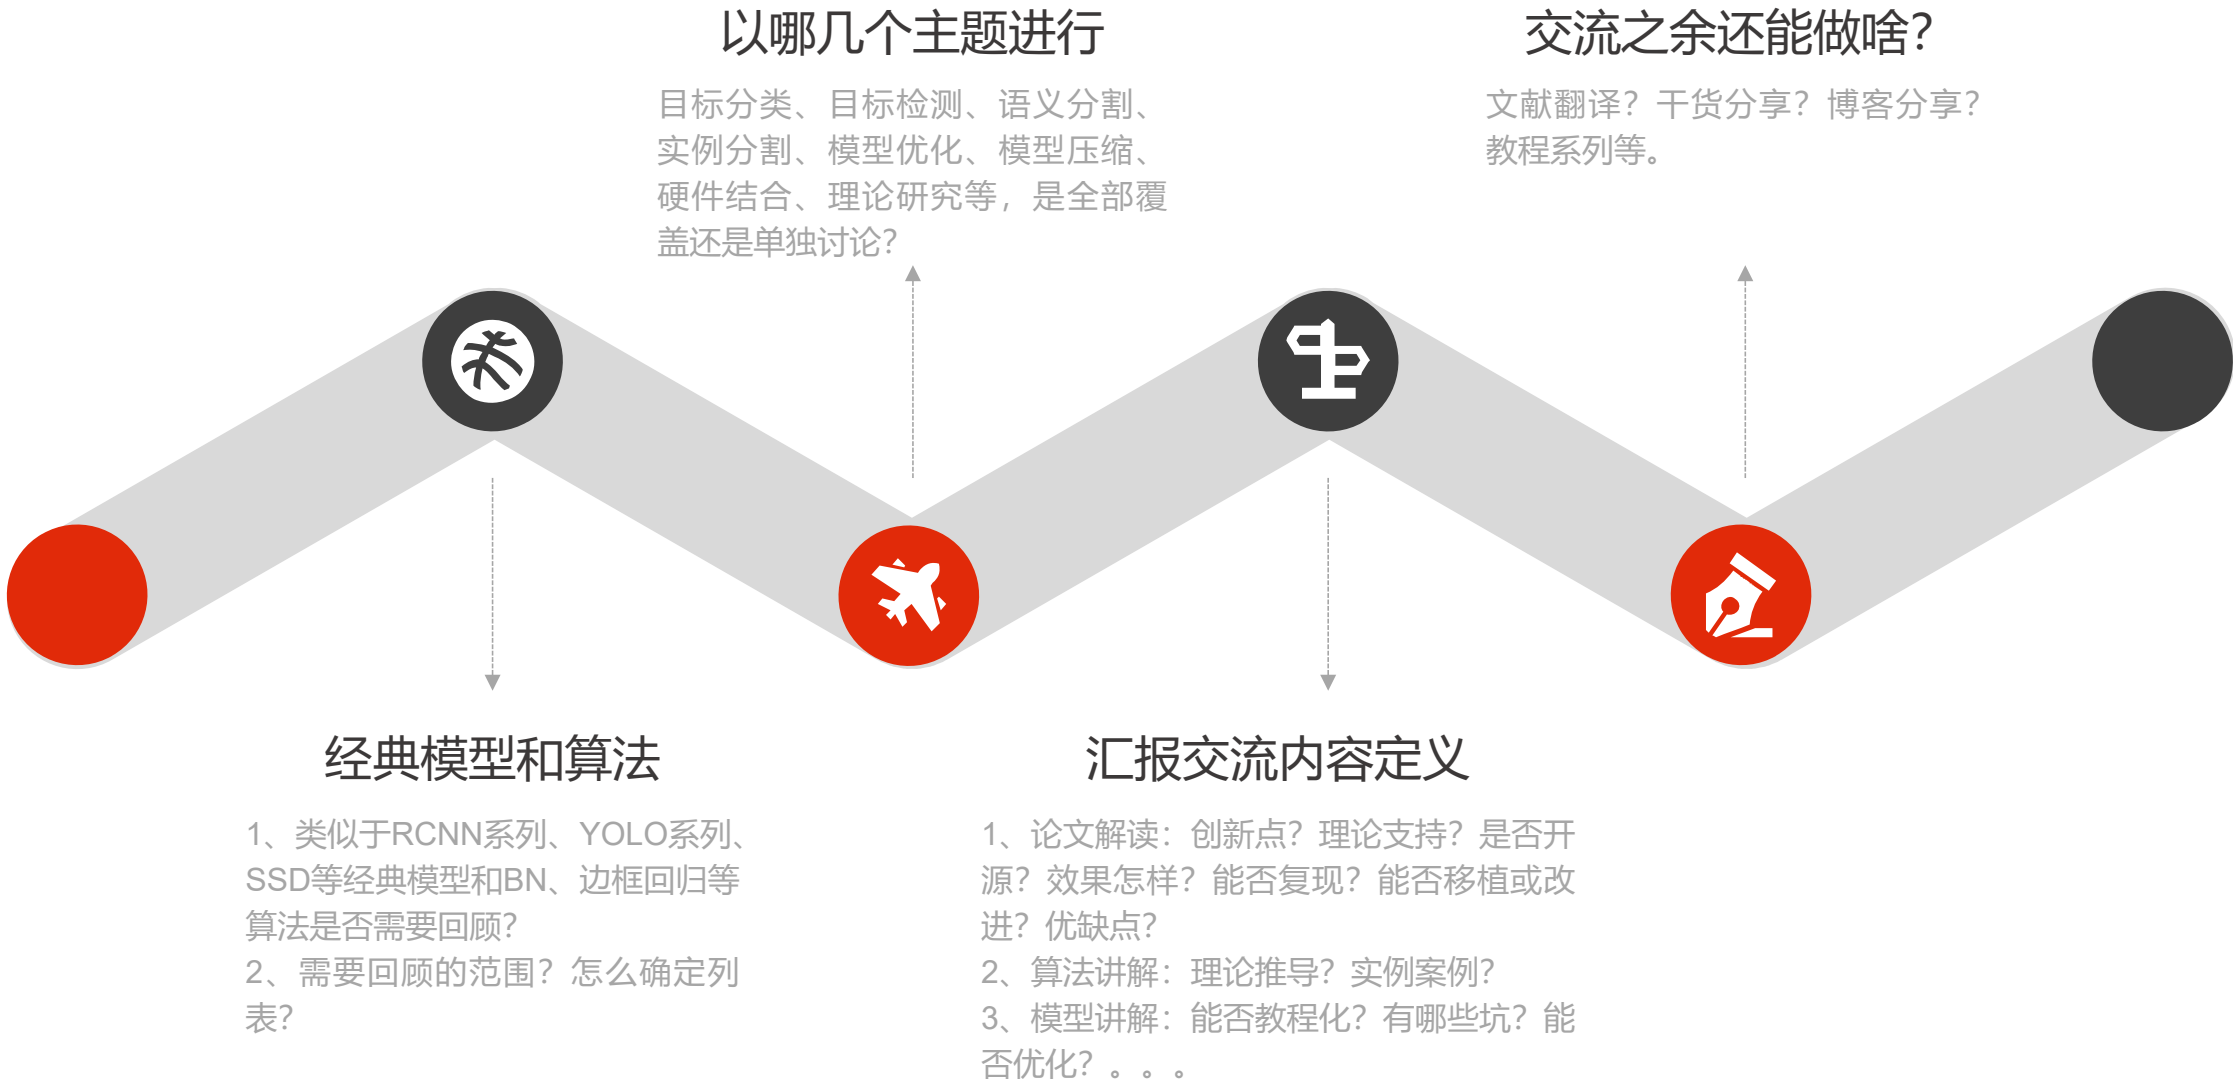 以哪几个主题进行
目标分类、目标检测、语义分割、
实例分割、模型优化、模型压缩、
硬件结合、理论研究等，是全部覆
盖还是单独讨论？
交流之余还能做啥？
文献翻译？干货分享？博客分享？
教程系列等。
经典模型和算法
1、类似于RCNN系列、YOLO系列、
SSD等经典模型和BN、边框回归等
算法是否需要回顾？
2、需要回顾的范围？怎么确定列
表？
汇报交流内容定义
1、论文解读：创新点？理论支持？是否开
源？效果怎样？能否复现？能否移植或改
进？优缺点？
2、算法讲解：理论推导？实例案例？
3、模型讲解：能否教程化？有哪些坑？能
否优化？。。。